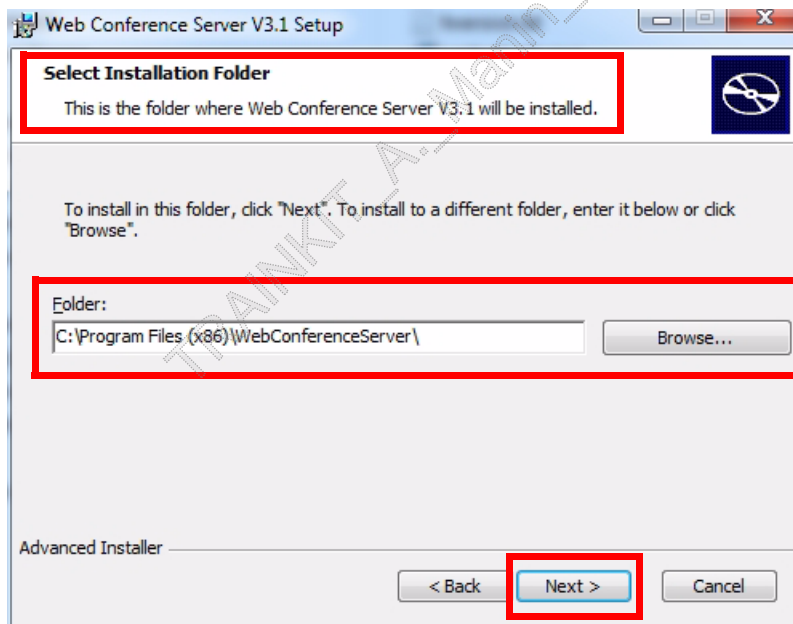 Web Conference Server V3.1 Setup
Select Installation Folder
This is the folder where Web Conference Server V3.1 will be installed.
To install in this folder, click "Next". To install to a different folder, enter it below or click
"Browse".
Folder:
C:\Program Files (x86)\WebConferenceServer\
Browse...
Advanced Installer
< Back
Next >
Cancel
TRAINKIT_A._Manin_